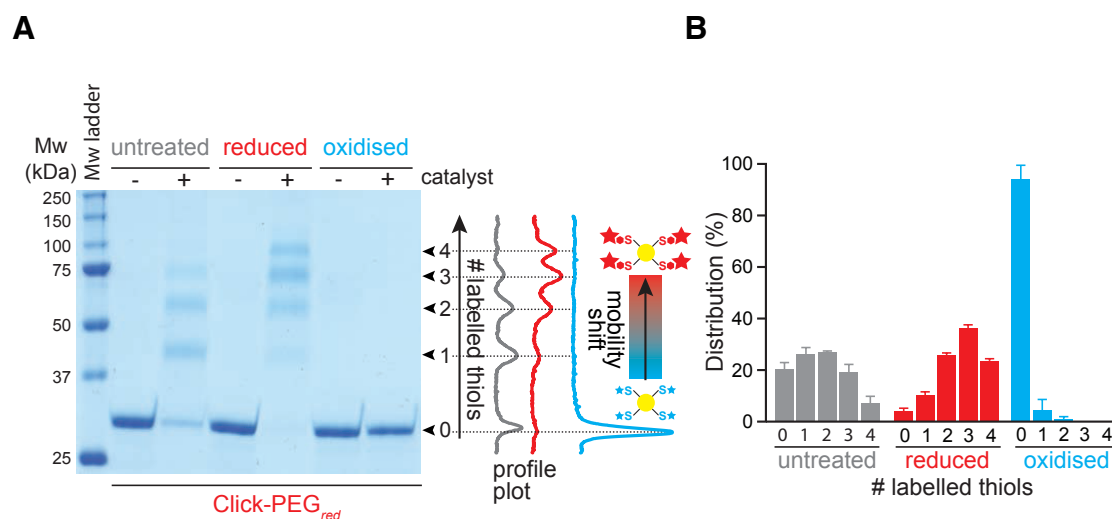 A
B
Mw ladder
Mw
(kDa)
untreated
reduced
oxidised
- + - + - + catalyst
250
150
100
75
50
37
25
4
3
2
1
0
# labelled thiols
profile
plot
mobility
shift
S S
S S
S S
S S
Click-PEGred
Distribution (%)
100
80
60
40
20
0
0 1 2 3 4 0 1 2 3 4 0 1 2 3 4
untreated reduced oxidised
# labelled thiols